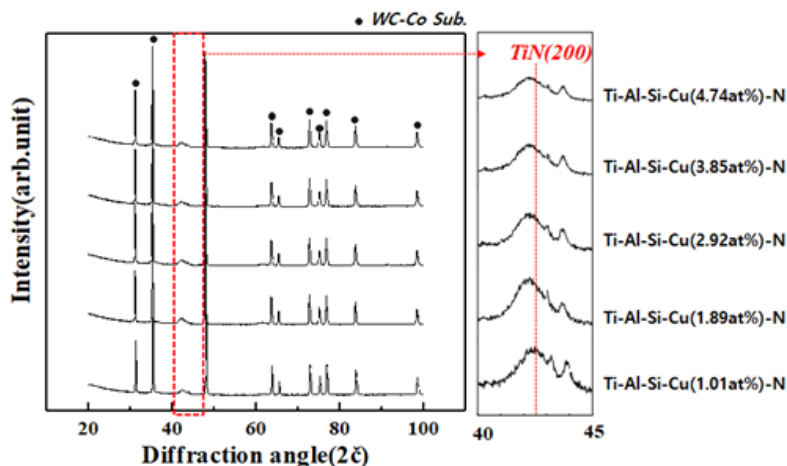 ● WC-Co Sub.
TiN(200)
Intensity(arb.unit)
Ti-Al-Si-Cu(4.74at%)-N
Ti-Al-Si-Cu(3.85at%)-N
Ti-Al-Si-Cu(2.92at%)-N
Ti-Al-Si-Cu(1.89at%)-N
Ti-Al-Si-Cu(1.01at%)-N
20 40 60 80 100
40 45
Diffraction angle(2č)